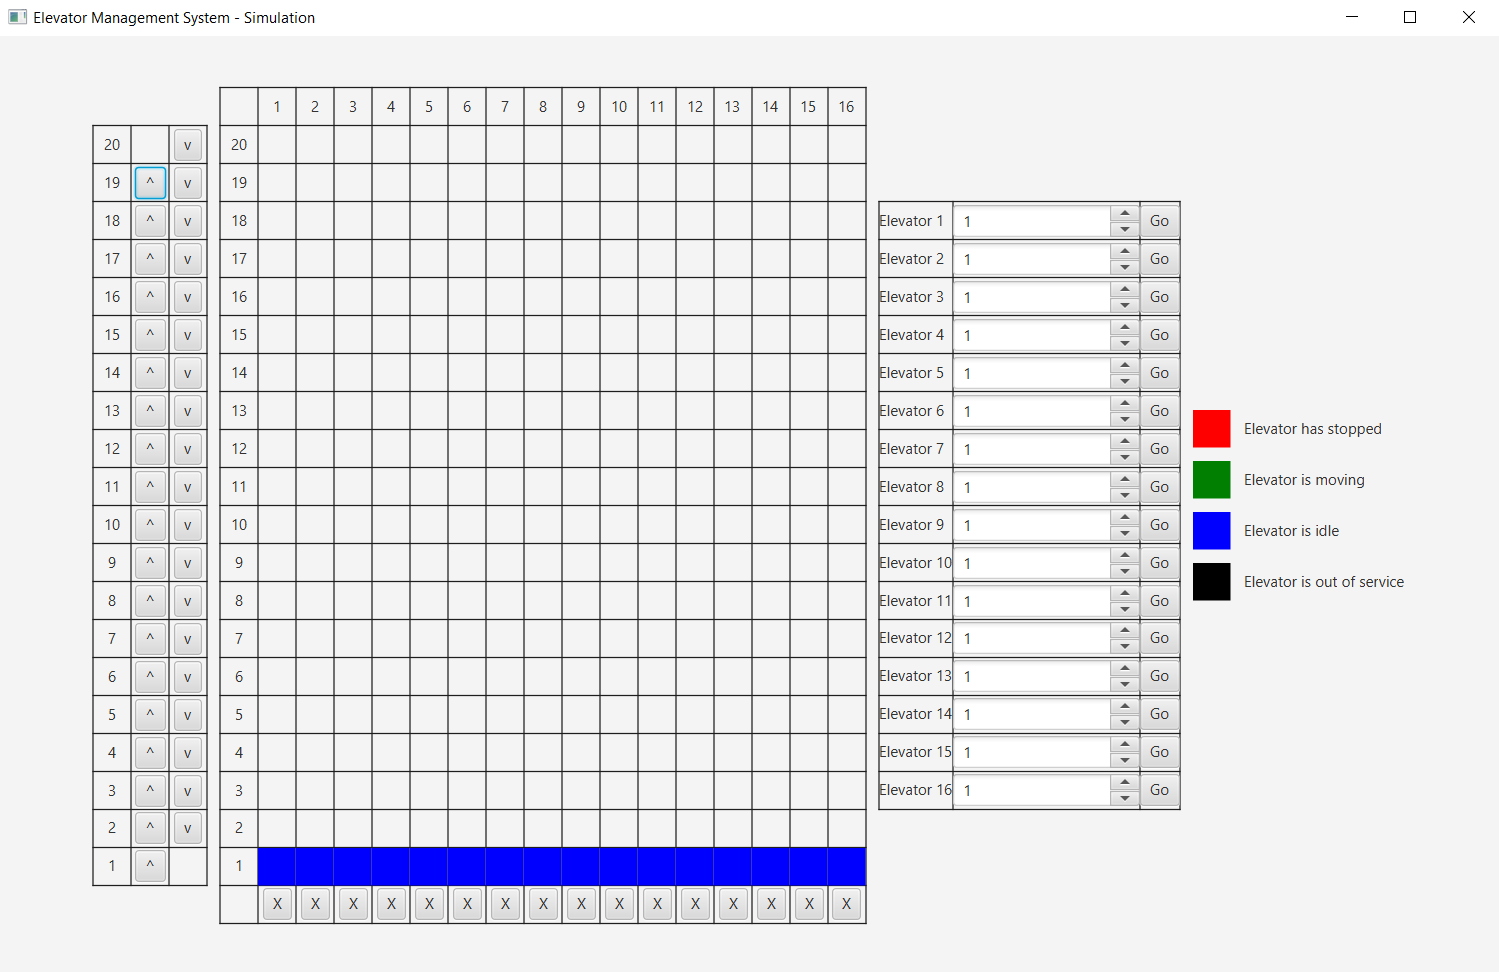 Elevator Management System - Simulation
1 2 3 4 5 6 7 8 9 10 11 12 13 14 15 16
20 v 20
19 ^ v 19
18 ^ v 18 Elevator 1 1 Go
17 ^ v 17 Elevator 2 1 Go
16 ^ v 16 Elevator 3 1 Go
15 ^ v 15 Elevator 4 1 Go
14 ^ v 14 Elevator 5 1 Go
13 ^ v 13 Elevator 6 1 Go
Elevator has stopped
12 ^ v 12 Elevator 7 1 Go
11 ^ v 11 Elevator 8 1 Go
Elevator is moving
10 ^ v 10 Elevator 9 1 Go
Elevator is idle
9 ^ v 9 Elevator 10 1 Go
Elevator is out of service
8 ^ v 8 Elevator 11 1 Go
7 ^ v 7 Elevator 12 1 Go
6 ^ v 6 Elevator 13 1 Go
5 ^ v 5 Elevator 14 1 Go
4 ^ v 4 Elevator 15 1 Go
3 ^ v 3 Elevator 16 1 Go
2 ^ v 2
1 ^ 1
X X X X X X X X X X X X X X X X